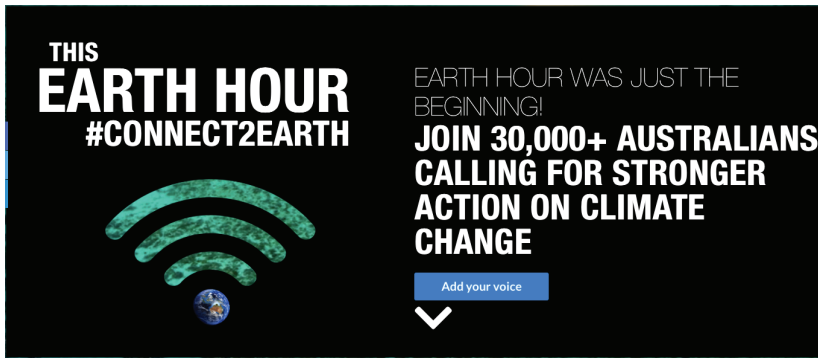 THIS
EARTH HOUR
#CONNECT2EARTH
EARTH HOUR WAS JUST THE
BEGINNING!
JOIN 30,000+ AUSTRALIANS
CALLING FOR STRONGER
ACTION ON CLIMATE
CHANGE
Add your voice